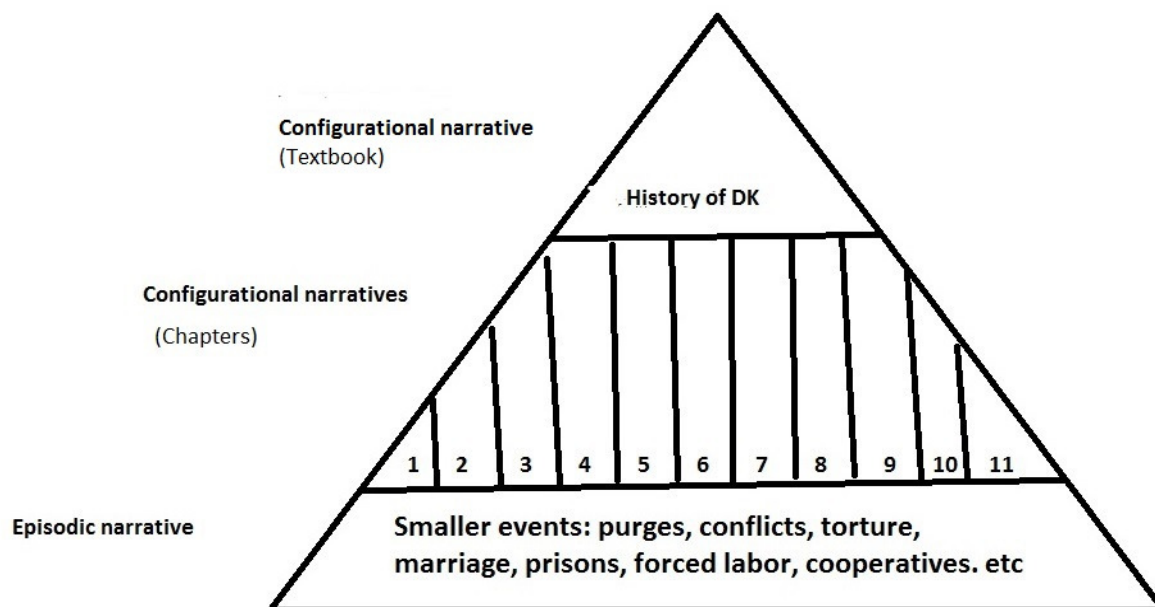 Configurational narrative
(Textbook)
History of DK
Configurational narratives
(Chapters)
1 2 3 4 5 6 7 8 9 10 11
Episodic narrative
Smaller events: purges, conflicts, torture,
marriage, prisons, forced labor, cooperatives. etc